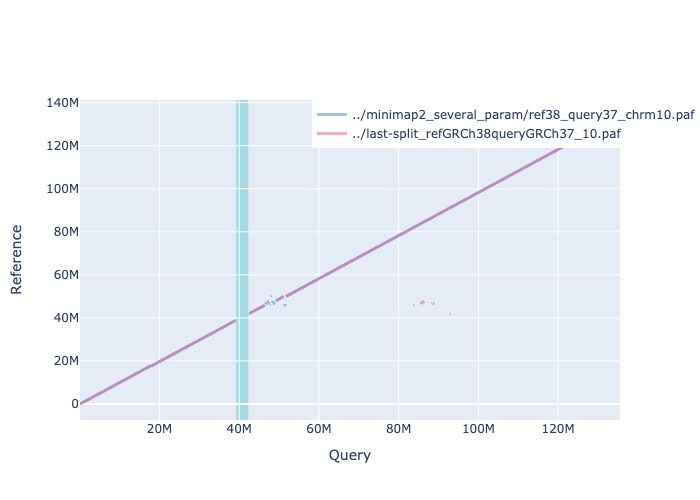 ../minimap2_several_param/ref38_query37_chrm10.paf
../last-split_refGRCh38queryGRCh37_10.paf
140M
120M
100M
80M
60M
40M
20M
0
Reference
20M 40M 60M 80M 100M 120M
Query